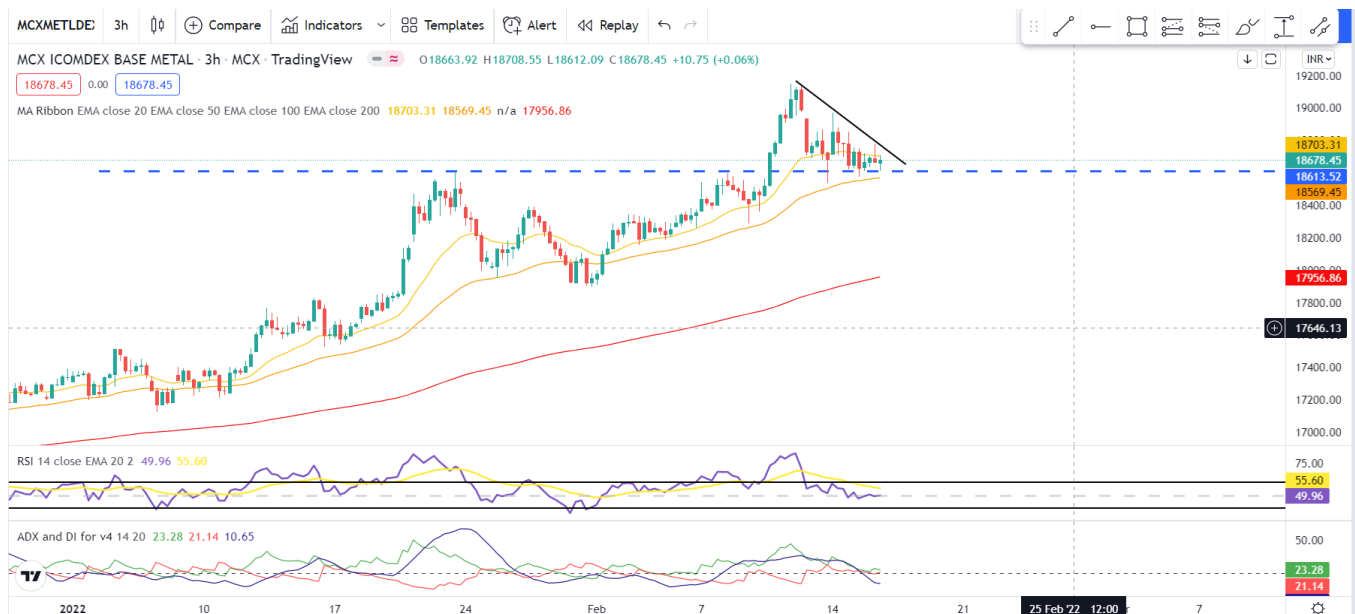 MCXMETLDEX 3h Compare Indicators Templates Alert Replay
MCX ICOMDEX BASE METAL · 3h · MCX · TradingView O18663.92 H18708.55 L18612.09 C18678.45 +10.75 (+0.06%) INR
18678.45 0.00 18678.45
MA Ribbon EMA close 20 EMA close 50 EMA close 100 EMA close 200 18703.31 18569.45 n/a 17956.86
19200.00
19000.00
18703.31
18678.45
18613.52
18569.45
18400.00
18200.00
17956.86
17800.00
17646.13
17400.00
17200.00
17000.00
RSI 14 close EMA 20 2 49.96 55.60
75.00
55.60
49.96
ADX and DI for v4 14 20 23.28 21.14 10.65
50.00
23.28
21.14
2022 10 17 24 Feb 7 14 21 25 Feb '22 12:00 7